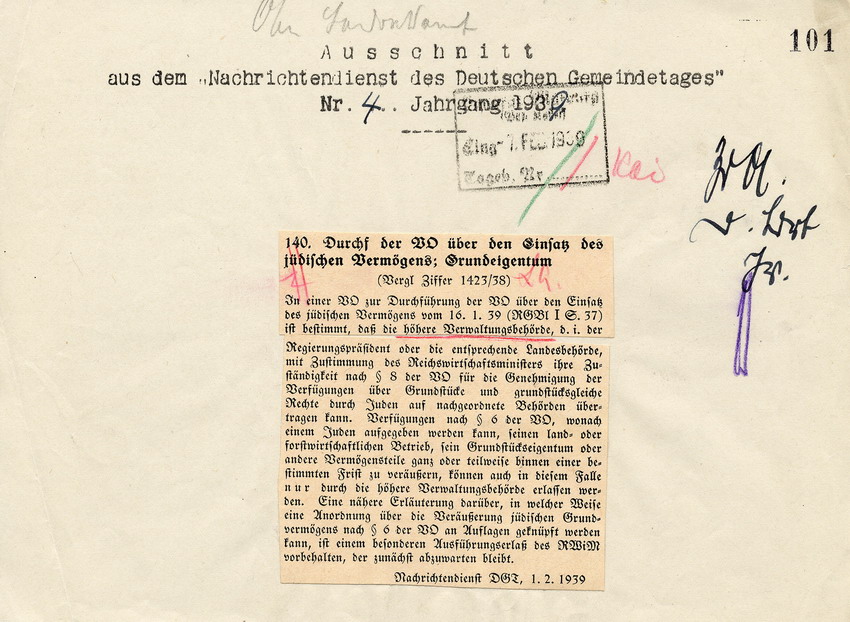 101
Ausschnitt
aus dem „Nachrichtendienst des Deutschen Gemeindetages"
Nr. 4. . Jahrgang 1939
Eing. 7. FEB. 1939
Tageb. Nr.
140. Durchf der VO über den Einsatz des
jüdischen Vermögens; Grundeigentum
(Vergl Ziffer 1423/38)
In einer VO zur Durchführung der VO über den Einsatz
des jüdischen Vermögens vom 16. 1. 39 (RGBl I S. 37)
ist bestimmt, daß die höhere Verwaltungsbehörde, d. i. der
Regierungspräsident oder die entsprechende Landesbehörde,
mit Zustimmung des Reichswirtschaftsministers ihre Zu-
ständigkeit nach § 8 der VO für die Genehmigung der
Verfügungen über Grundstücke und grundstücksgleiche
Rechte durch Juden auf nachgeordnete Behörden über-
tragen kann. Verfügungen nach § 6 der VO, wonach
einem Juden aufgegeben werden kann, seinen land- oder
forstwirtschaftlichen Betrieb, sein Grundstückseigentum oder
andere Vermögensteile ganz oder teilweise binnen einer be-
stimmten Frist zu veräußern, können auch in diesem Falle
nur durch die höhere Verwaltungsbehörde erlassen wer-
den. Eine nähere Erläuterung darüber, in welcher Weise
eine Anordnung über die Veräußerung jüdischen Grund-
vermögens nach § 6 der VO an Auflagen geknüpft werden
kann, ist einem besonderen Ausführungserlaß des RWiM
vorbehalten, der zunächst abzuwarten bleibt.
Nachrichtendienst DGT, 1. 2. 1939